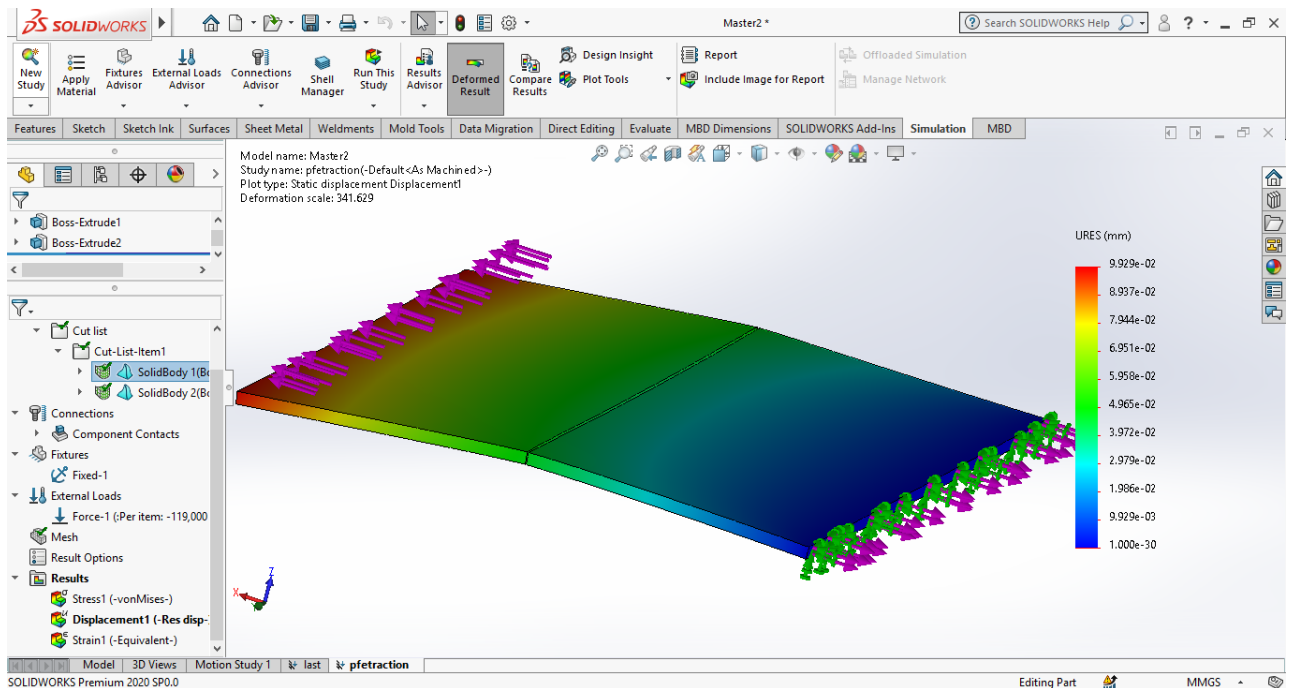 SOLIDWORKS
Master2 *
Search SOLIDWORKS Help
?
New Study
Apply Material
Fixtures Advisor
External Loads Advisor
Connections Advisor
Shell Manager
Run This Study
Results Advisor
Deformed Result
Compare Results
Design Insight
Plot Tools
Report
Include Image for Report
Offloaded Simulation
Manage Network
Features Sketch Sketch Ink Surfaces Sheet Metal Weldments Mold Tools Data Migration Direct Editing Evaluate MBD Dimensions SOLIDWORKS Add-Ins Simulation MBD
Model name: Master2
Study name: pfetraction(-Default<As Machined>-)
Plot type: Static displacement Displacement1
Deformation scale: 341.629
Boss-Extrude1
Boss-Extrude2
Cut list
Cut-List-Item1
SolidBody 1(Bo
SolidBody 2(Bo
Connections
Component Contacts
Fixtures
Fixed-1
External Loads
Force-1 (:Per item: -119,000
Mesh
Result Options
Results
Stress1 (-vonMises-)
Displacement1 (-Res disp-
Strain1 (-Equivalent-)
URES (mm)
9.929e-02
8.937e-02
7.944e-02
6.951e-02
5.958e-02
4.965e-02
3.972e-02
2.979e-02
1.986e-02
9.929e-03
1.000e-30
Z
X
Model 3D Views Motion Study 1 last pfetraction
SOLIDWORKS Premium 2020 SP0.0
Editing Part
MMGS